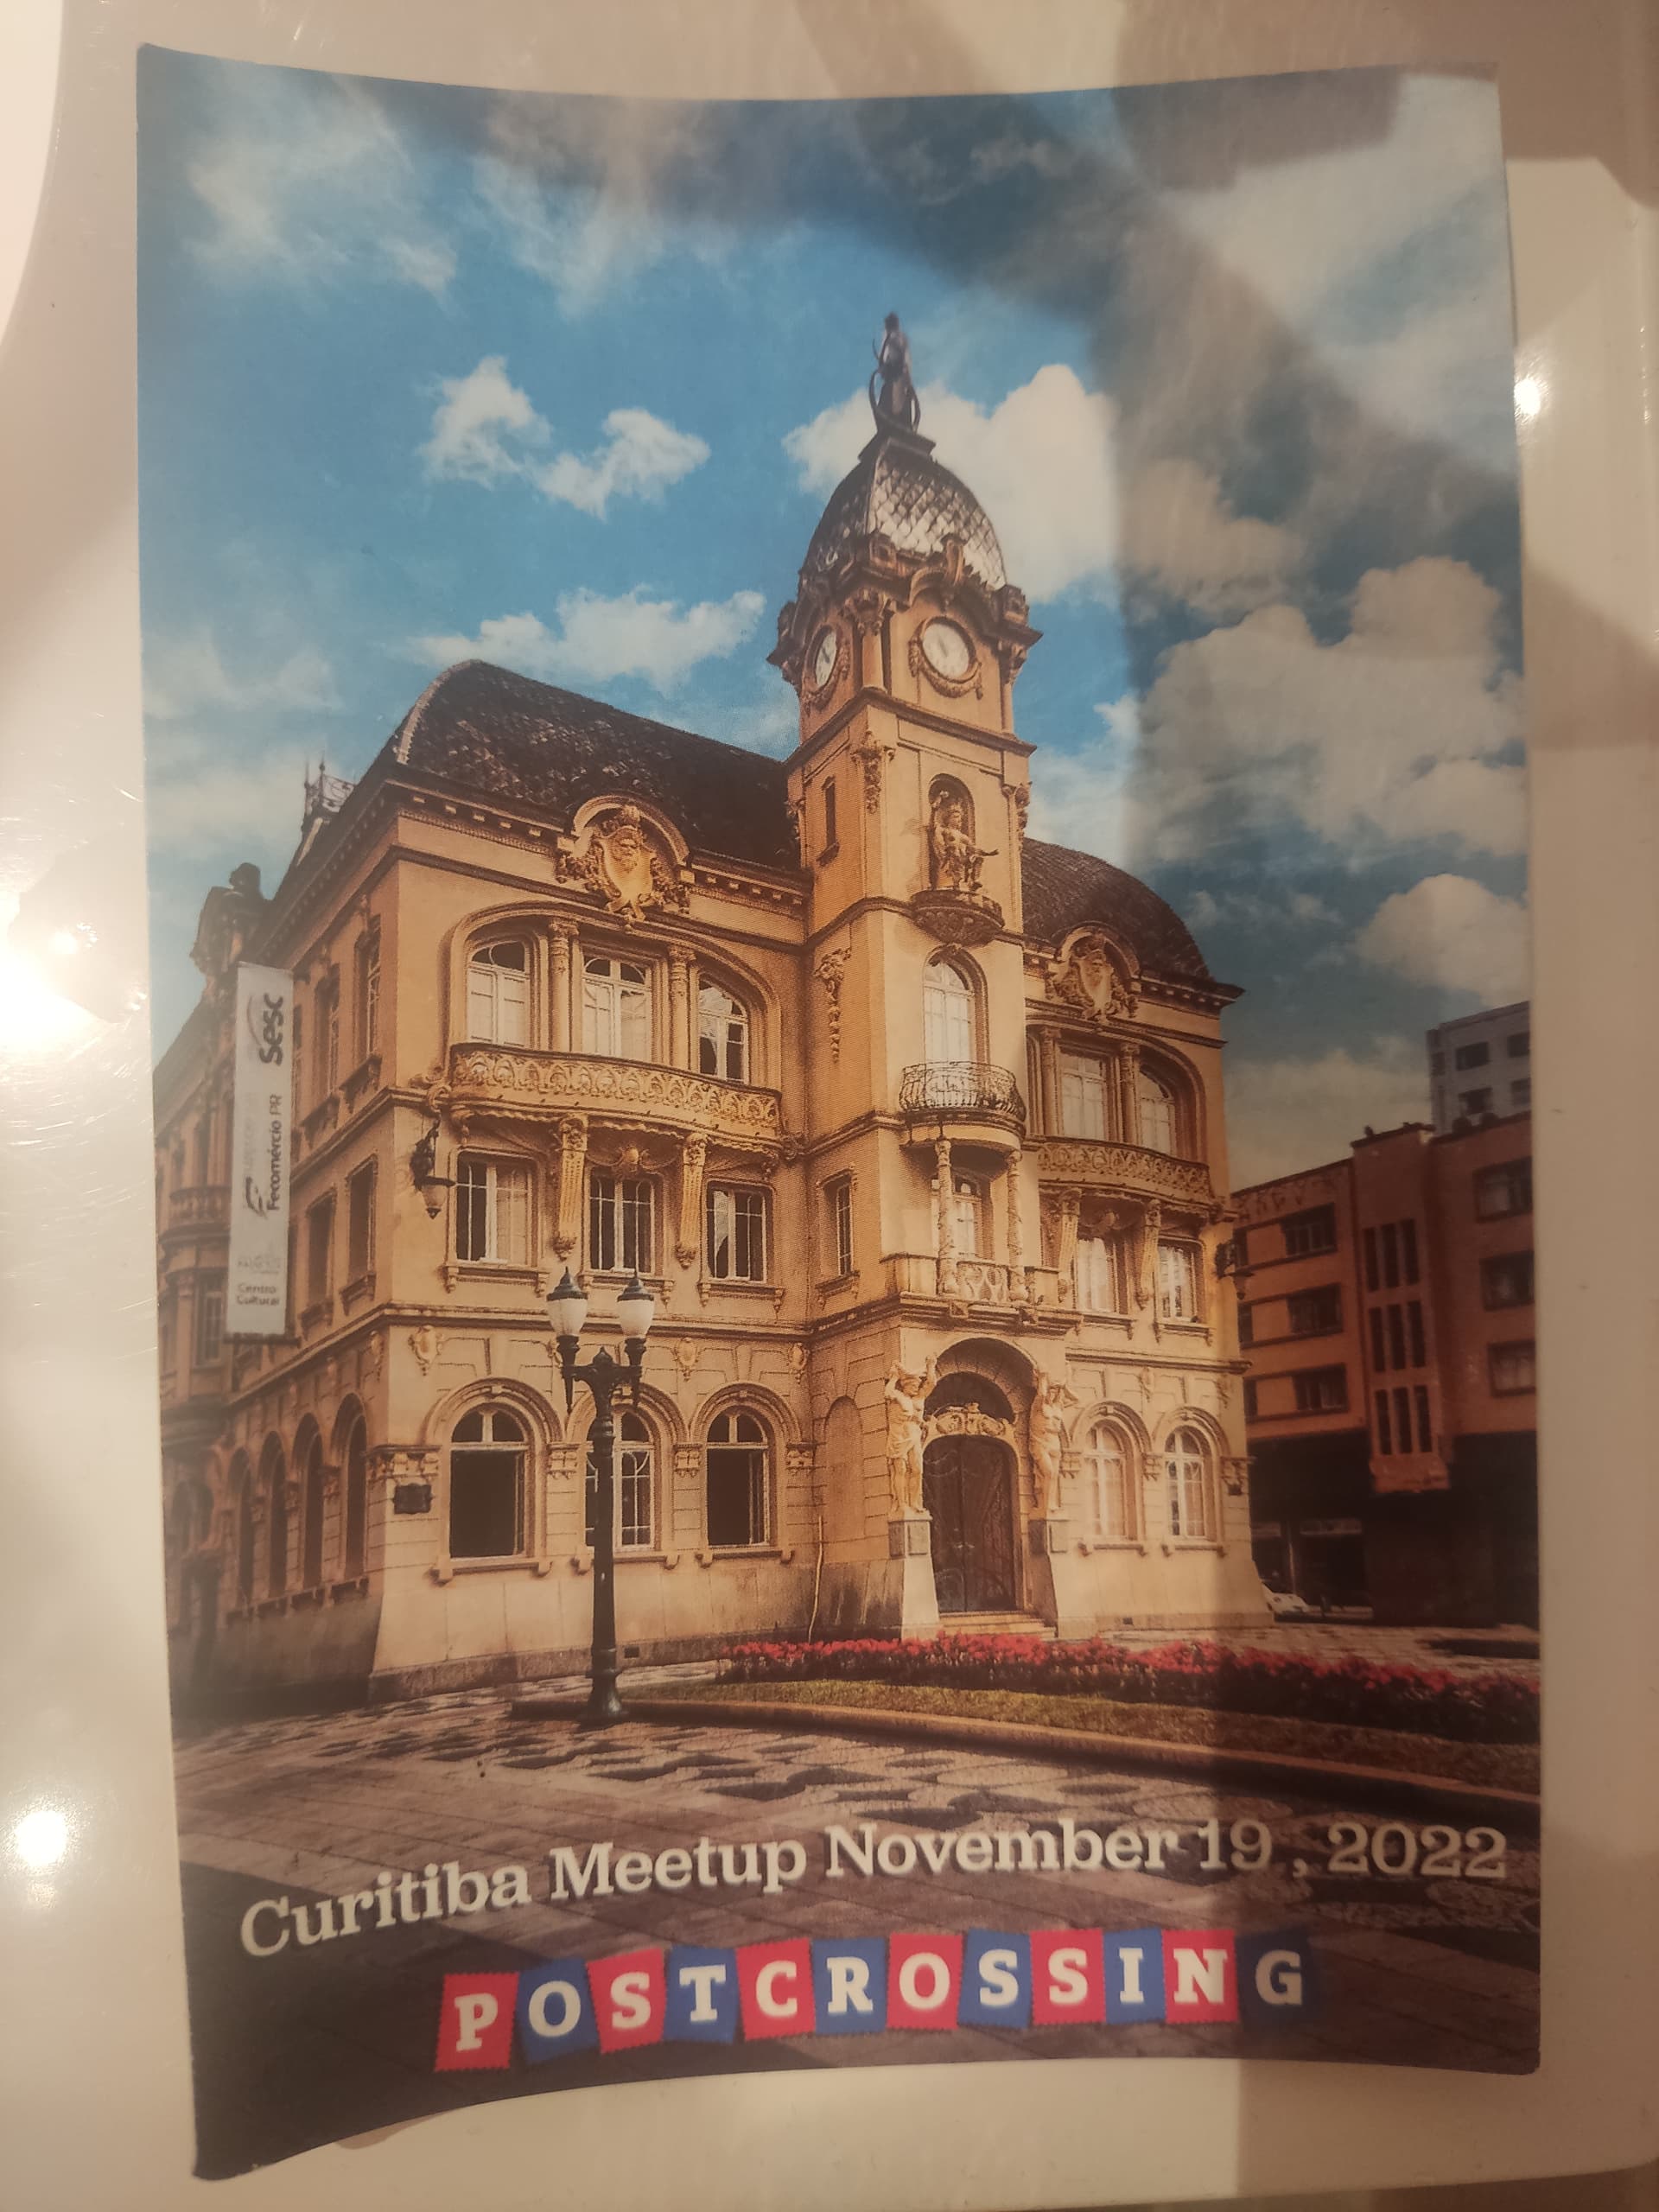 sesc
Fecomércio PR
Centro
Cultural
Curitiba Meetup November 19 , 2022
POSTCROSSING